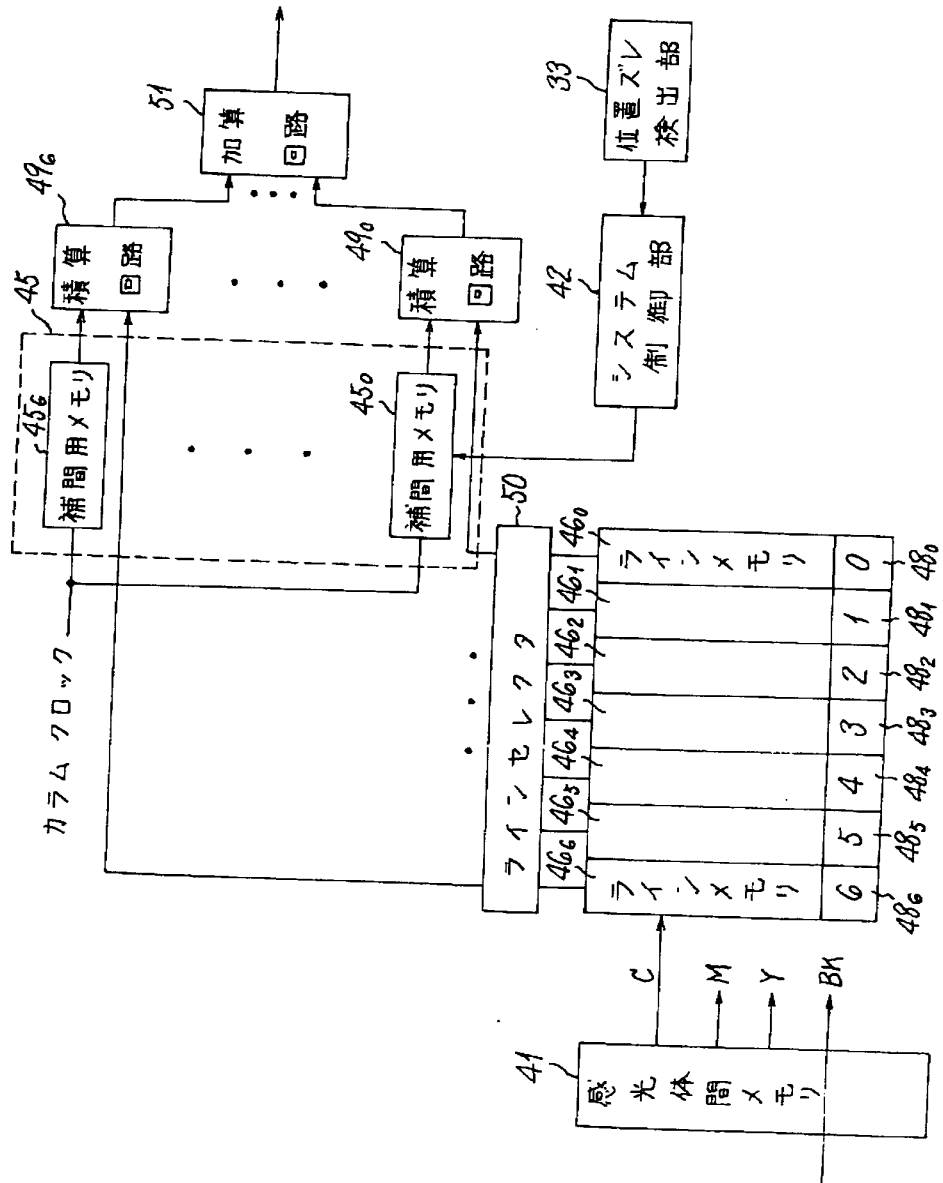 カラムクロック
45
45₆
補間用メモリ
45₀
補間用メモリ
49₆
積算
回路
49₀
積算
回路
51
加算
回路
33
位置ズレ
検出部
42
システム
制御部
50
ラインセレクタ
46₆
46₅
46₄
46₃
46₂
46₁
46₀
ラインメモリ
ラインメモリ
6
5
4
3
2
1
0
48₆
48₅
48₄
48₃
48₂
48₁
48₀
41
感光体間メモリ
C
M
Y
BK